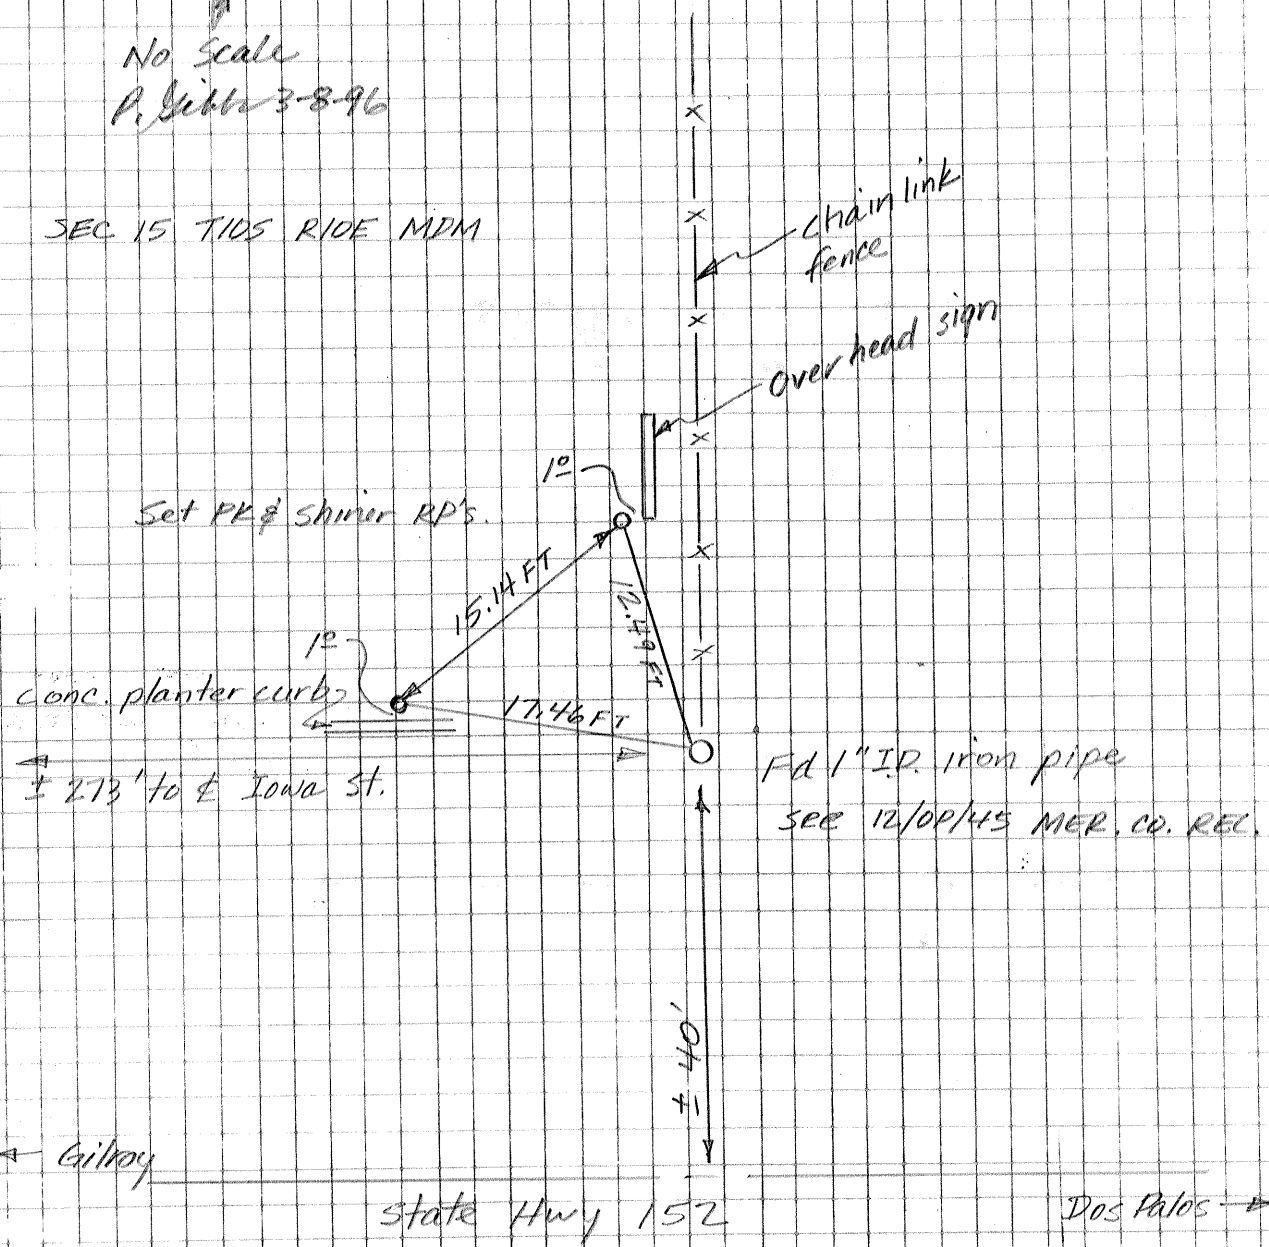 No Scale
P. Gibb 3-8-96
SEC 15 T10S R10E MDM
chain link
fence
Overhead sign
1º
Set PK & Shiner RP's.
15.14 FT
12.49 FT
1º
Conc. planter curb
17.46 FT
± 273' to ℄ Iowa St.
Fd 1" I.D. Iron pipe
See 12/OP/45 MER. CO. REC.
± 40'
Gilroy
State Hwy 152
Dos Palos